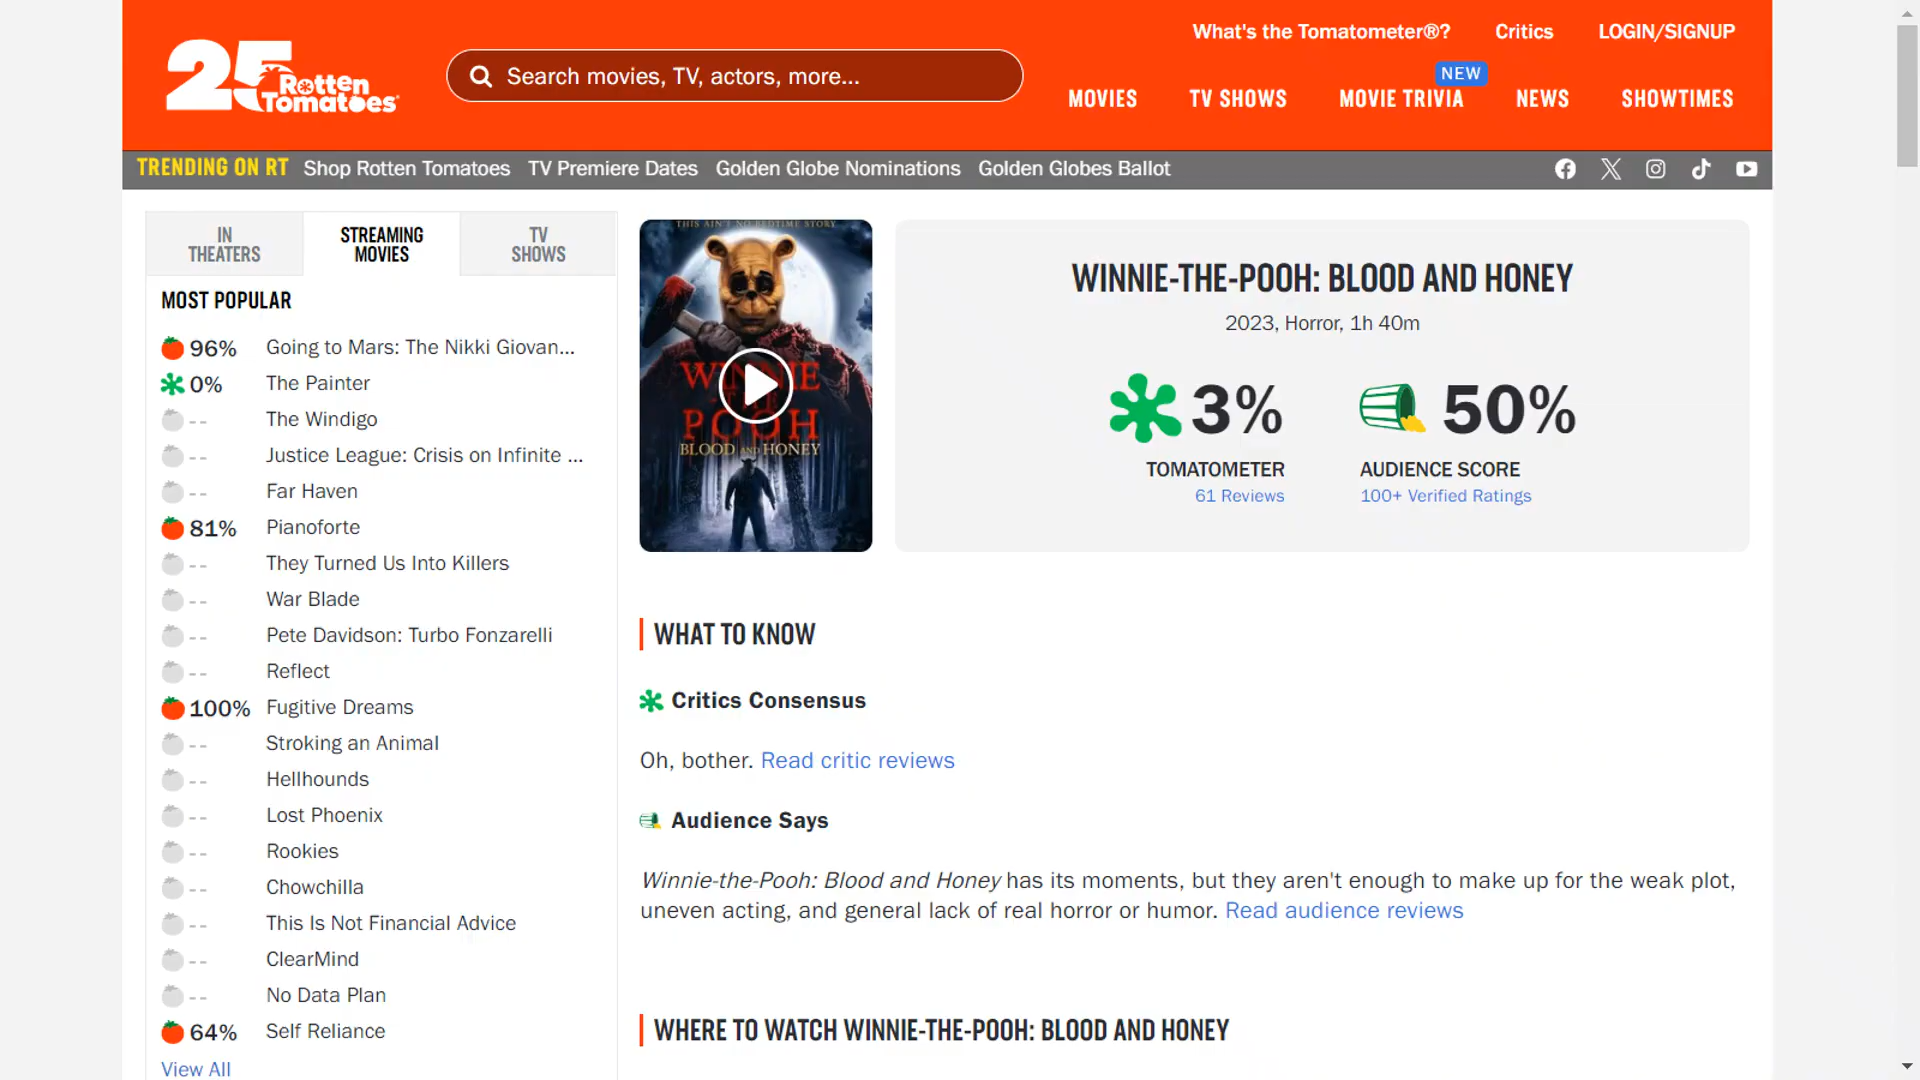 What's the Tomatometer®? Critics LOGIN/SIGNUP
25 Rotten Tomatoes
Search movies, TV, actors, more...
NEW
MOVIES TV SHOWS MOVIE TRIVIA NEWS SHOWTIMES
TRENDING ON RT Shop Rotten Tomatoes TV Premiere Dates Golden Globe Nominations Golden Globes Ballot
IN THEATERS
STREAMING MOVIES
TV SHOWS
MOST POPULAR
96% Going to Mars: The Nikki Giovan...
0% The Painter
- - The Windigo
- - Justice League: Crisis on Infinite ...
- - Far Haven
81% Pianoforte
- - They Turned Us Into Killers
- - War Blade
- - Pete Davidson: Turbo Fonzarelli
- - Reflect
100% Fugitive Dreams
- - Stroking an Animal
- - Hellhounds
- - Lost Phoenix
- - Rookies
- - Chowchilla
- - This Is Not Financial Advice
- - ClearMind
- - No Data Plan
64% Self Reliance
View All
THIS AIN'T NO BEDTIME STORY
WINNIE
THE
POOH
BLOOD AND HONEY
WINNIE-THE-POOH: BLOOD AND HONEY
2023, Horror, 1h 40m
3% 50%
TOMATOMETER AUDIENCE SCORE
61 Reviews 100+ Verified Ratings
WHAT TO KNOW
Critics Consensus
Oh, bother. Read critic reviews
Audience Says
Winnie-the-Pooh: Blood and Honey has its moments, but they aren't enough to make up for the weak plot,
uneven acting, and general lack of real horror or humor. Read audience reviews
WHERE TO WATCH WINNIE-THE-POOH: BLOOD AND HONEY